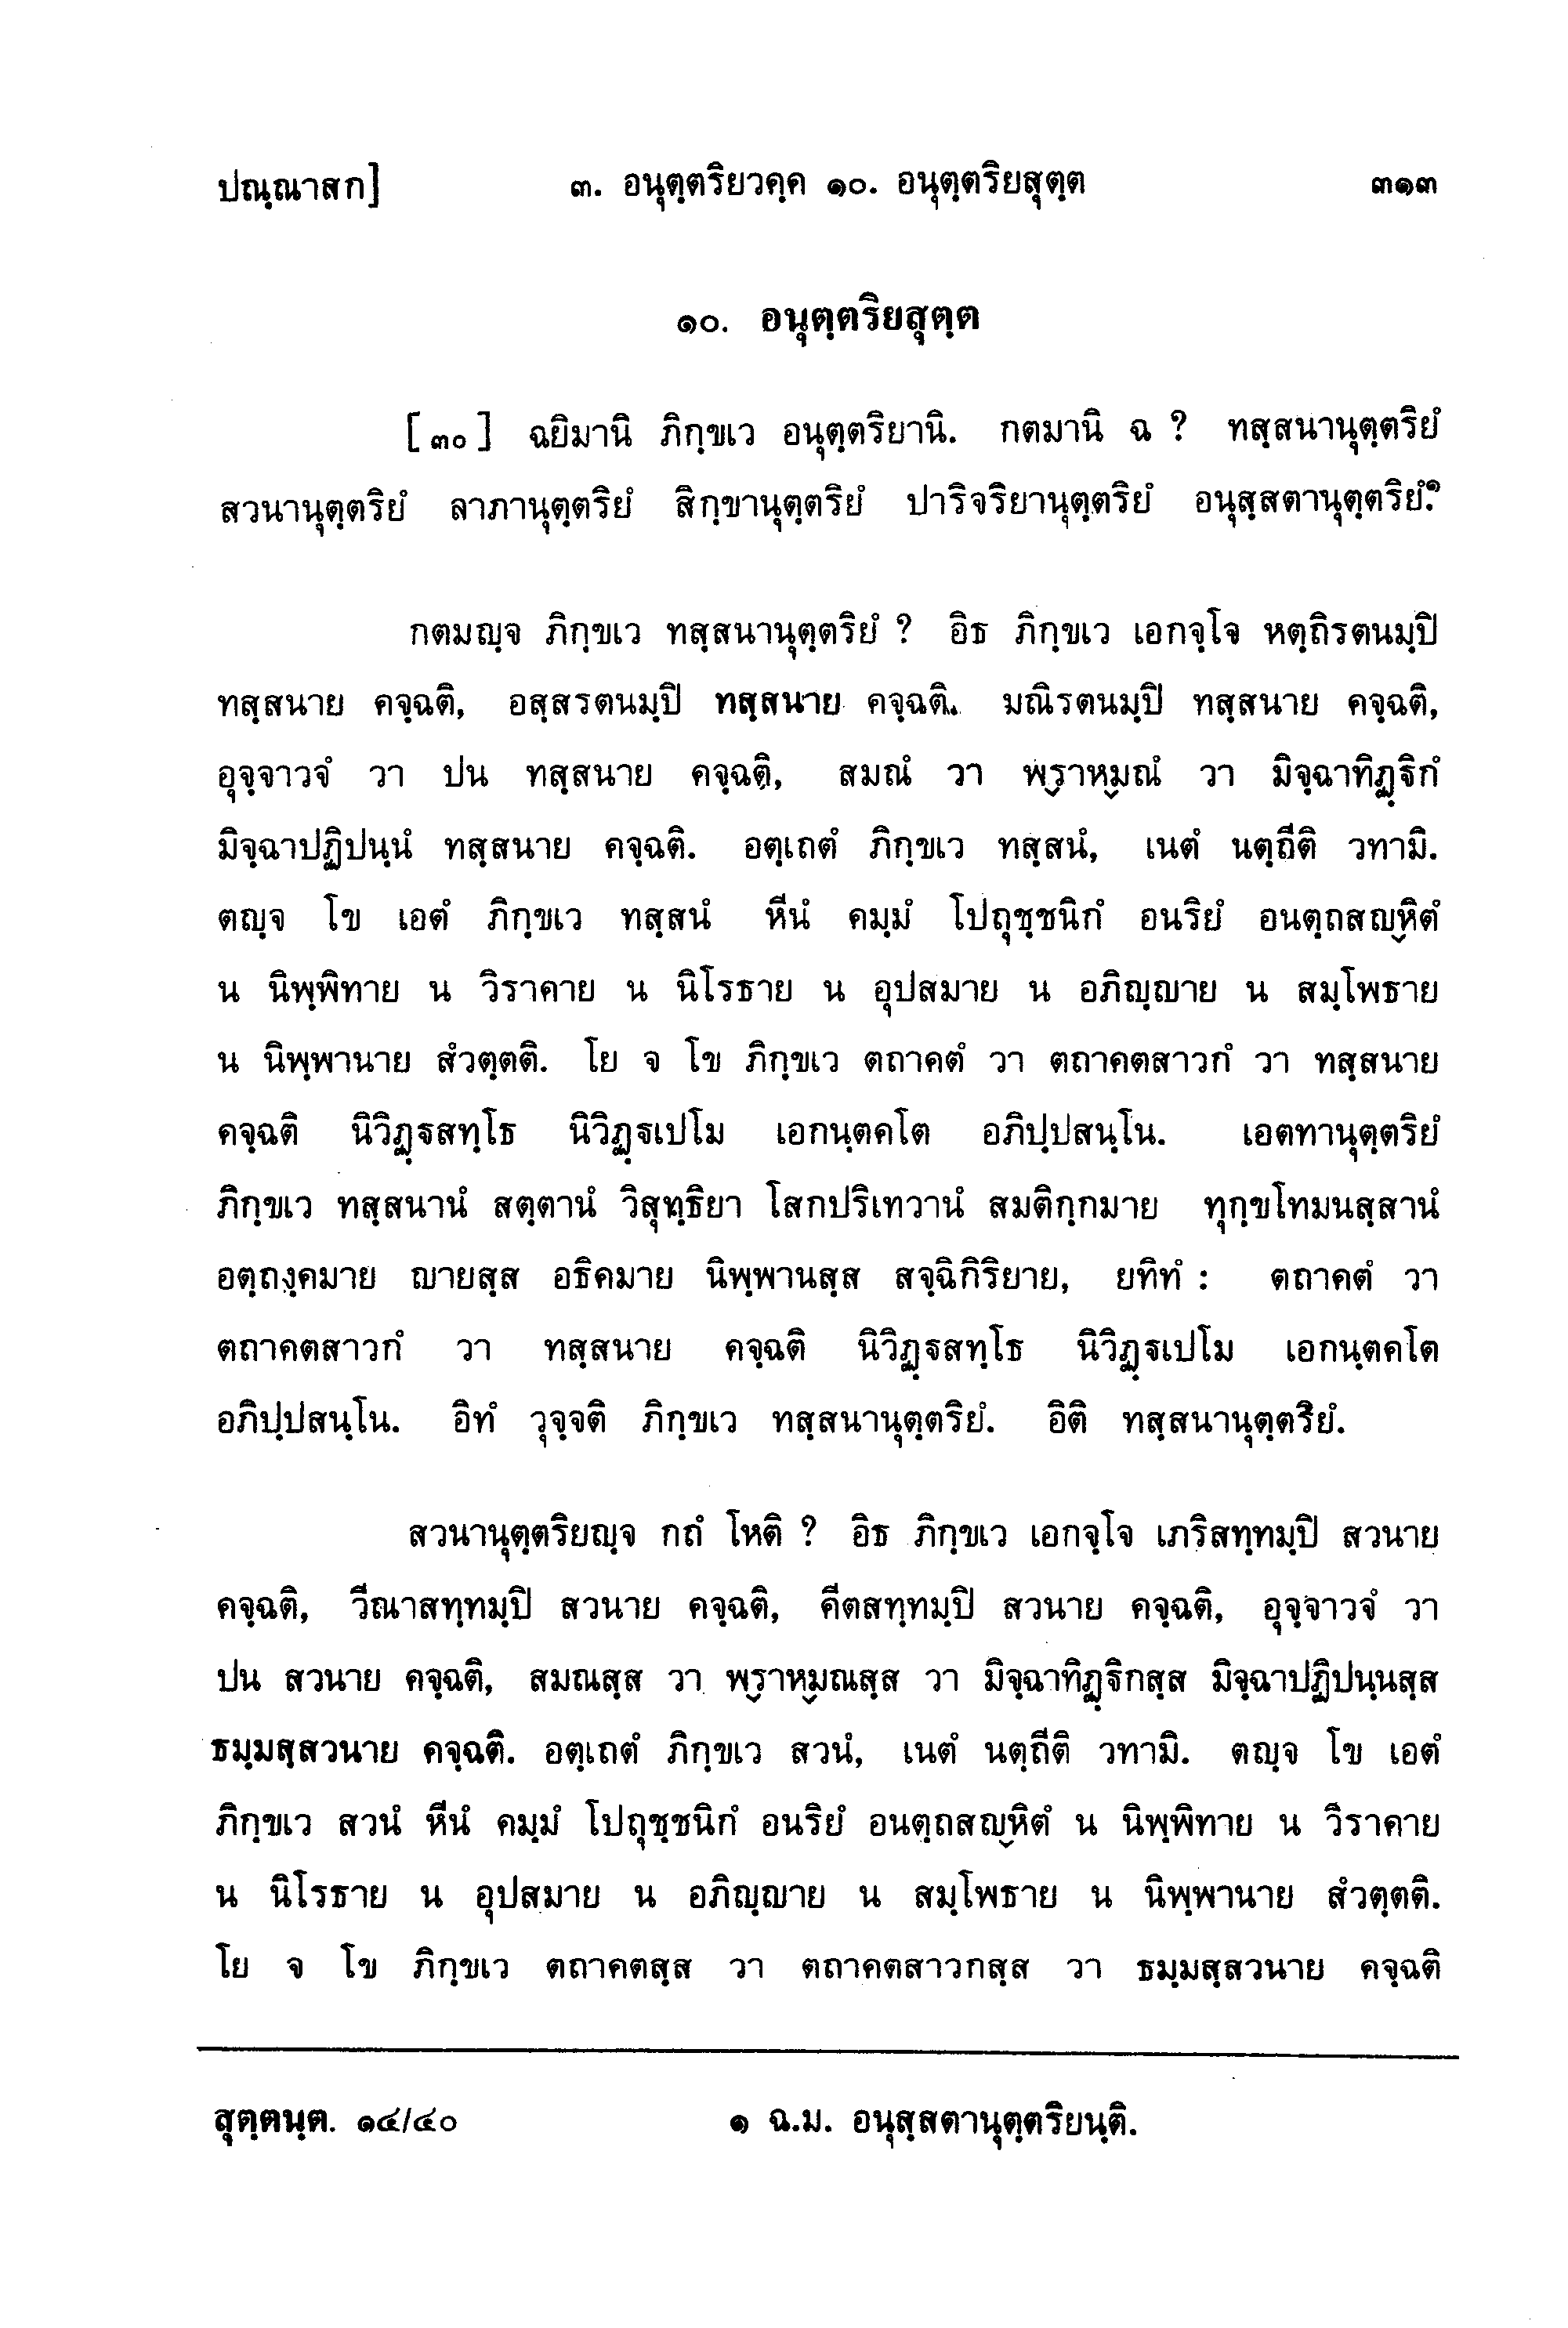 ปณฺณาสก] ๓. อนุตฺตริยวคฺค ๑๐. อนุตฺตริยสุตฺต ๓๑๓
๑๐. อนุตฺตริยสุตฺต
[๓๐] ฉยิมานิ ภิกฺขเว อนุตฺตริยานิ. กตมานิ ฉ ? ทสฺสนานุตฺตริยํ
สวนานุตฺตริยํ ลาภานุตฺตริยํ สิกฺขานุตฺตริยํ ปาริจริยานุตฺตริยํ อนุสฺสตานุตฺตริยํ.๑
กตมญฺจ ภิกฺขเว ทสฺสนานุตฺตริยํ ? อิธ ภิกฺขเว เอกจฺโจ หตฺถิรตนมฺปิ
ทสฺสนาย คจฺฉติ, อสฺสรตนมฺปิ ทสฺสนาย คจฺฉติ. มณิรตนมฺปิ ทสฺสนาย คจฺฉติ,
อุจฺจาวจํ วา ปน ทสฺสนาย คจฺฉติ, สมณํ วา พฺราหฺมณํ วา มิจฺฉาทิฏฺฐิกํ
มิจฺฉาปฏิปนฺนํ ทสฺสนาย คจฺฉติ. อตฺเถตํ ภิกฺขเว ทสฺสนํ, เนตํ นตฺถีติ วทามิ.
ตญฺจ โข เอตํ ภิกฺขเว ทสฺสนํ หีนํ คมฺมํ โปถุชฺชนิกํ อนริยํ อนตฺถสญฺหิตํ
น นิพฺพิทาย น วิราคาย น นิโรธาย น อุปสมาย น อภิญฺญาย น สมฺโพธาย
น นิพฺพานาย สํวตฺตติ. โย จ โข ภิกฺขเว ตถาคตํ วา ตถาคตสาวกํ วา ทสฺสนาย
คจฺฉติ นิวิฏฺฐสทฺโธ นิวิฏฺฐเปโม เอกนฺตคโต อภิปฺปสนฺโน. เอตทานุตฺตริยํ
ภิกฺขเว ทสฺสนานํ สตฺตานํ วิสุทฺธิยา โสกปริเทวานํ สมติกฺกมาย ทุกฺขโทมนสฺสานํ
อตฺถงฺคมาย ญายสฺส อธิคมาย นิพฺพานสฺส สจฺฉิกิริยาย, ยทิทํ : ตถาคตํ วา
ตถาคตสาวกํ วา ทสฺสนาย คจฺฉติ นิวิฏฺฐสทฺโธ นิวิฏฺฐเปโม เอกนฺตคโต
อภิปฺปสนฺโน. อิทํ วุจฺจติ ภิกฺขเว ทสฺสนานุตฺตริยํ. อิติ ทสฺสนานุตฺตริยํ.
สวนานุตฺตริยญฺจ กถํ โหติ ? อิธ ภิกฺขเว เอกจฺโจ เภริสทฺทมฺปิ สวนาย
คจฺฉติ, วีณาสทฺทมฺปิ สวนาย คจฺฉติ, คีตสทฺทมฺปิ สวนาย คจฺฉติ, อุจฺจาวจํ วา
ปน สวนาย คจฺฉติ, สมณสฺส วา พฺราหฺมณสฺส วา มิจฺฉาทิฏฺฐิกสฺส มิจฺฉาปฏิปนฺนสฺส
ธมฺมสฺสวนาย คจฺฉติ. อตฺเถตํ ภิกฺขเว สวนํ, เนตํ นตฺถีติ วทามิ. ตญฺจ โข เอตํ
ภิกฺขเว สวนํ หีนํ คมฺมํ โปถุชฺชนิกํ อนริยํ อนตฺถสญฺหิตํ น นิพฺพิทาย น วิราคาย
น นิโรธาย น อุปสมาย น อภิญฺญาย น สมฺโพธาย น นิพฺพานาย สํวตฺตติ.
โย จ โข ภิกฺขเว ตถาคตสฺส วา ตถาคตสาวกสฺส วา ธมฺมสฺสวนาย คจฺฉติ
สุตฺตนฺต. ๑๔/๔๐ ๑ ฉ.ม. อนุสฺสตานุตฺตริยนฺติ.